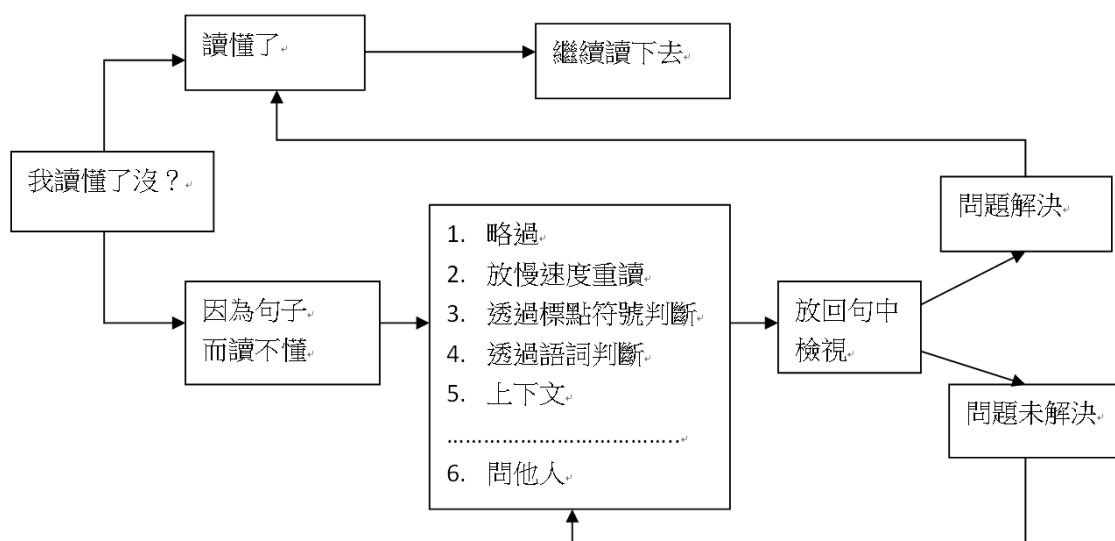 讀懂了
繼續讀下去
我讀懂了沒？
問題解決
1. 略過
2. 放慢速度重讀
3. 透過標點符號判斷
4. 透過語詞判斷
5. 上下文
……………………………….
6. 問他人
因為句子
而讀不懂
放回句中
檢視
問題未解決